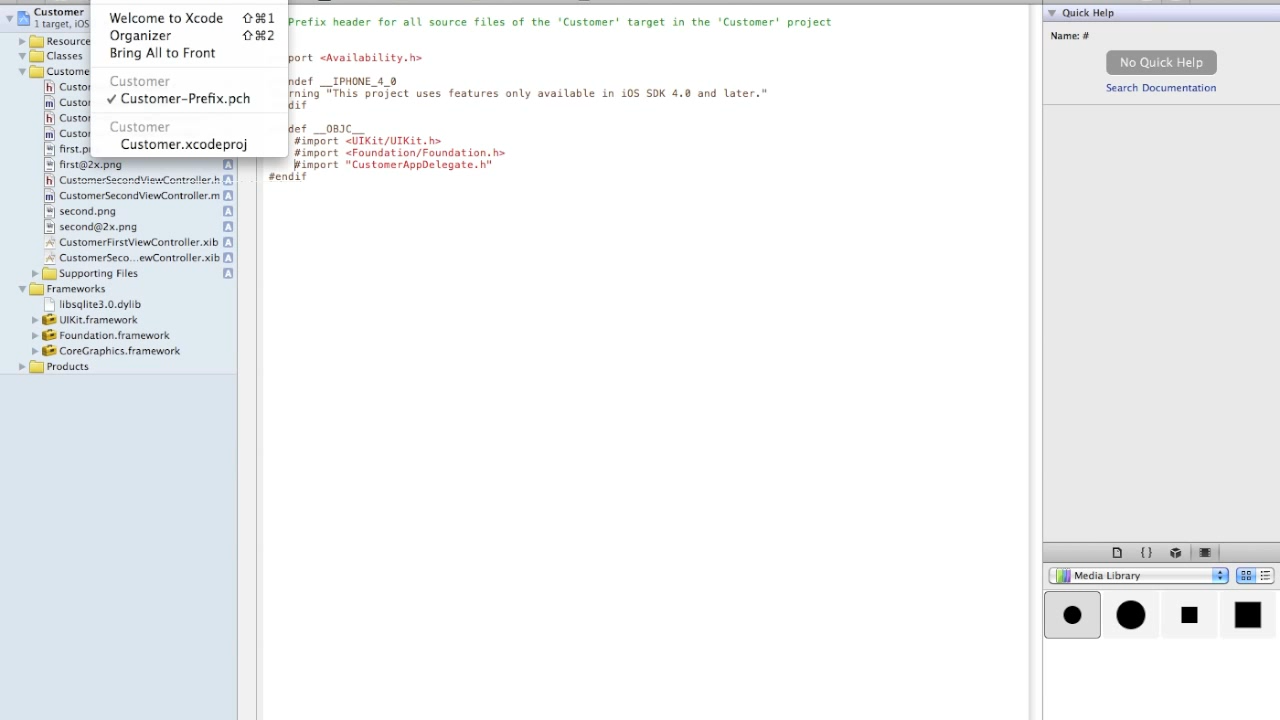 Customer
1 target, iOS
Resource
Classes
Custome
Custo
Custo
Custo
Custo
first.p
first@2x.png
CustomerSecondViewController.h
CustomerSecondViewController.m
second.png
second@2x.png
CustomerFirstViewController.xib
CustomerSeco...ewController.xib
Supporting Files
Frameworks
libsqlite3.0.dylib
UIKit.framework
Foundation.framework
CoreGraphics.framework
Products
Welcome to Xcode ⇧⌘1
Organizer ⇧⌘2
Bring All to Front
Customer
✓ Customer-Prefix.pch
Customer
Customer.xcodeproj
Prefix header for all source files of the 'Customer' target in the 'Customer' project
port <Availability.h>
ndef __IPHONE_4_0
rning "This project uses features only available in iOS SDK 4.0 and later."
dif
def __OBJC__
#import <UIKit/UIKit.h>
#import <Foundation/Foundation.h>
#import "CustomerAppDelegate.h"
#endif
Quick Help
Name: #
No Quick Help
Search Documentation
{ }
Media Library